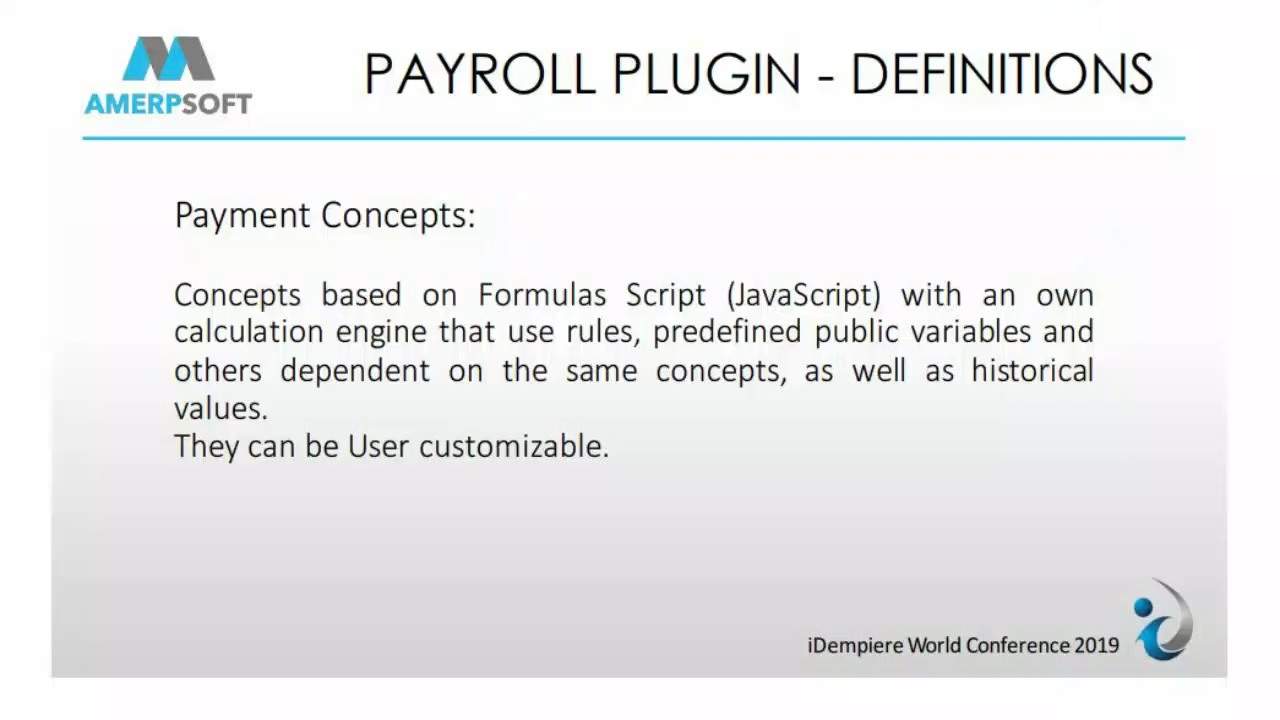 AMERPSOFT
PAYROLL PLUGIN - DEFINITIONS
Payment Concepts:
Concepts based on Formulas Script (JavaScript) with an own
calculation engine that use rules, predefined public variables and
others dependent on the same concepts, as well as historical
values.
They can be User customizable.
iDempiere World Conference 2019